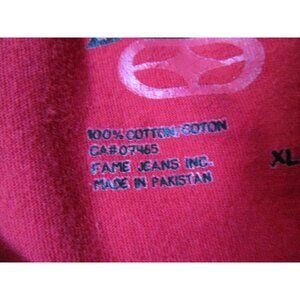 100% COTTON/COTON
CA#07465
FAME JEANS INC.
MADE IN PAKISTAN
XL